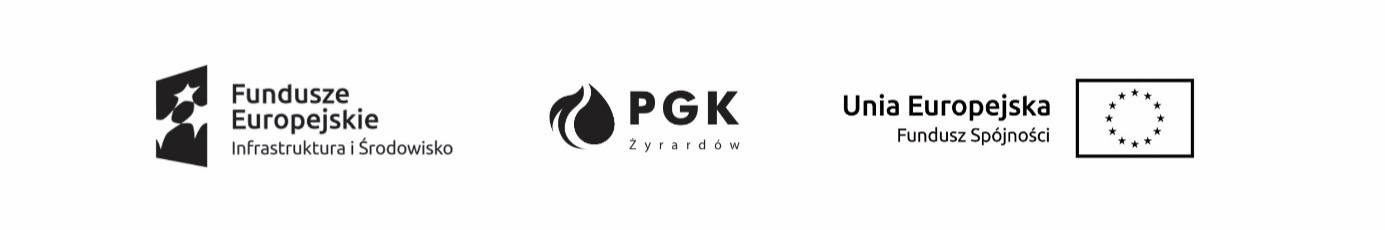 Fundusze
Europejskie
Infrastruktura i Środowisko
PGK
Żyrardów
Unia Europejska
Fundusz Spójności